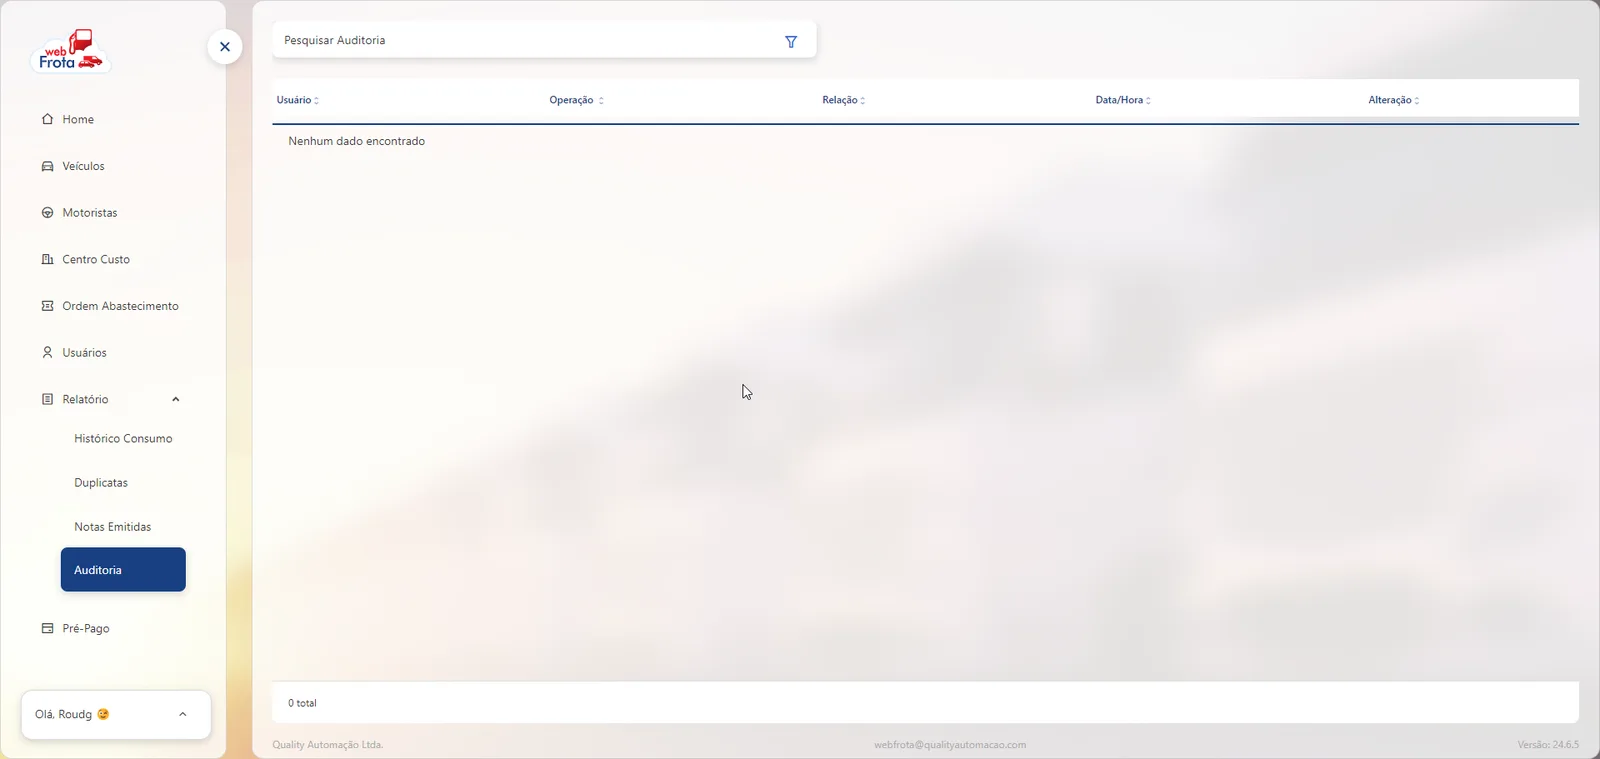 web
Frota
Home
Veículos
Motoristas
Centro Custo
Ordem Abastecimento
Usuários
Relatório
Histórico Consumo
Duplicatas
Notas Emitidas
Auditoria
Pré-Pago
Olá, Roudg 😉
Pesquisar Auditoria
Usuário Operação Relação Data/Hora Alteração
Nenhum dado encontrado
0 total
Quality Automação Ltda. webfrota@qualityautomacao.com Versão: 24.6.5